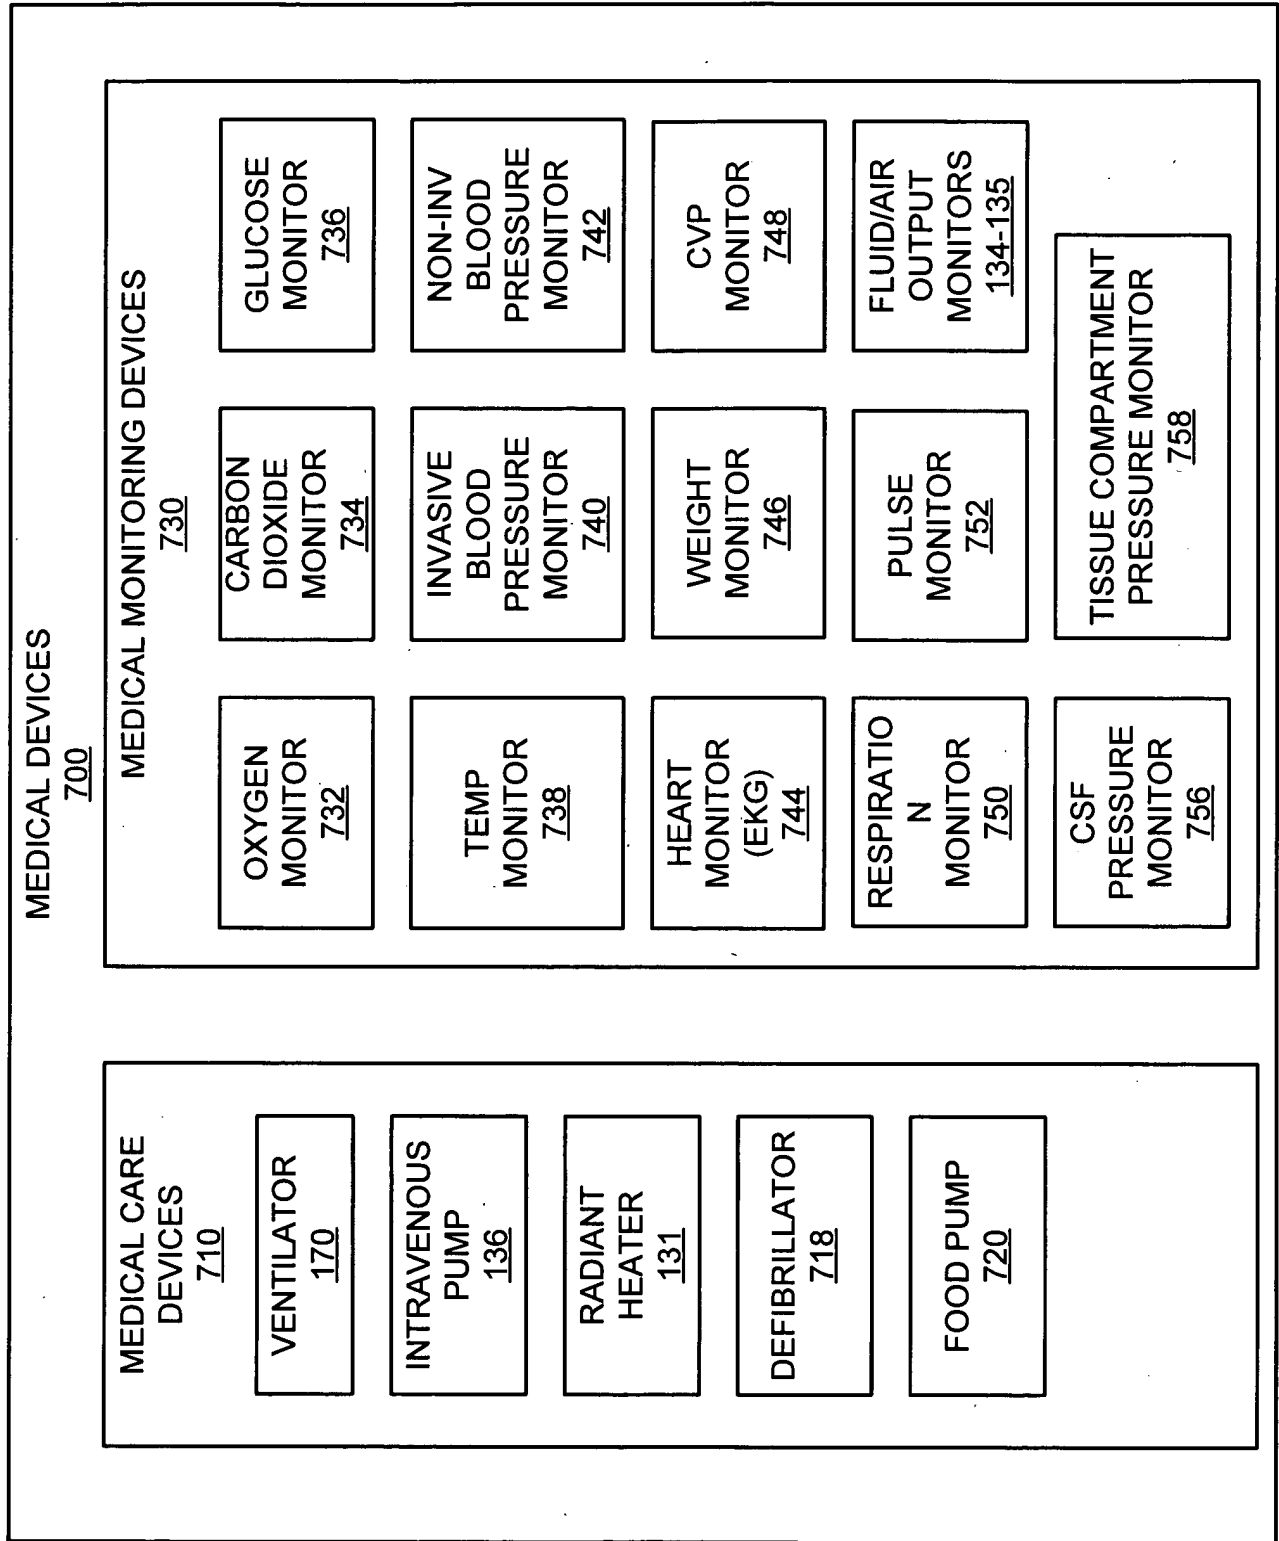 MEDICAL DEVICES
700
MEDICAL CARE
DEVICES
710
VENTILATOR
170
INTRAVENOUS
PUMP
136
RADIANT
HEATER
131
DEFIBRILLATOR
718
FOOD PUMP
720
MEDICAL MONITORING DEVICES
730
OXYGEN
MONITOR
732
CARBON
DIOXIDE
MONITOR
734
GLUCOSE
MONITOR
736
TEMP
MONITOR
738
INVASIVE
BLOOD
PRESSURE
MONITOR
740
NON-INV
BLOOD
PRESSURE
MONITOR
742
HEART
MONITOR
(EKG)
744
WEIGHT
MONITOR
746
CVP
MONITOR
748
RESPIRATIO
N
MONITOR
750
PULSE
MONITOR
752
FLUID/AIR
OUTPUT
MONITORS
134-135
CSF
PRESSURE
MONITOR
756
TISSUE COMPARTMENT
PRESSURE MONITOR
758